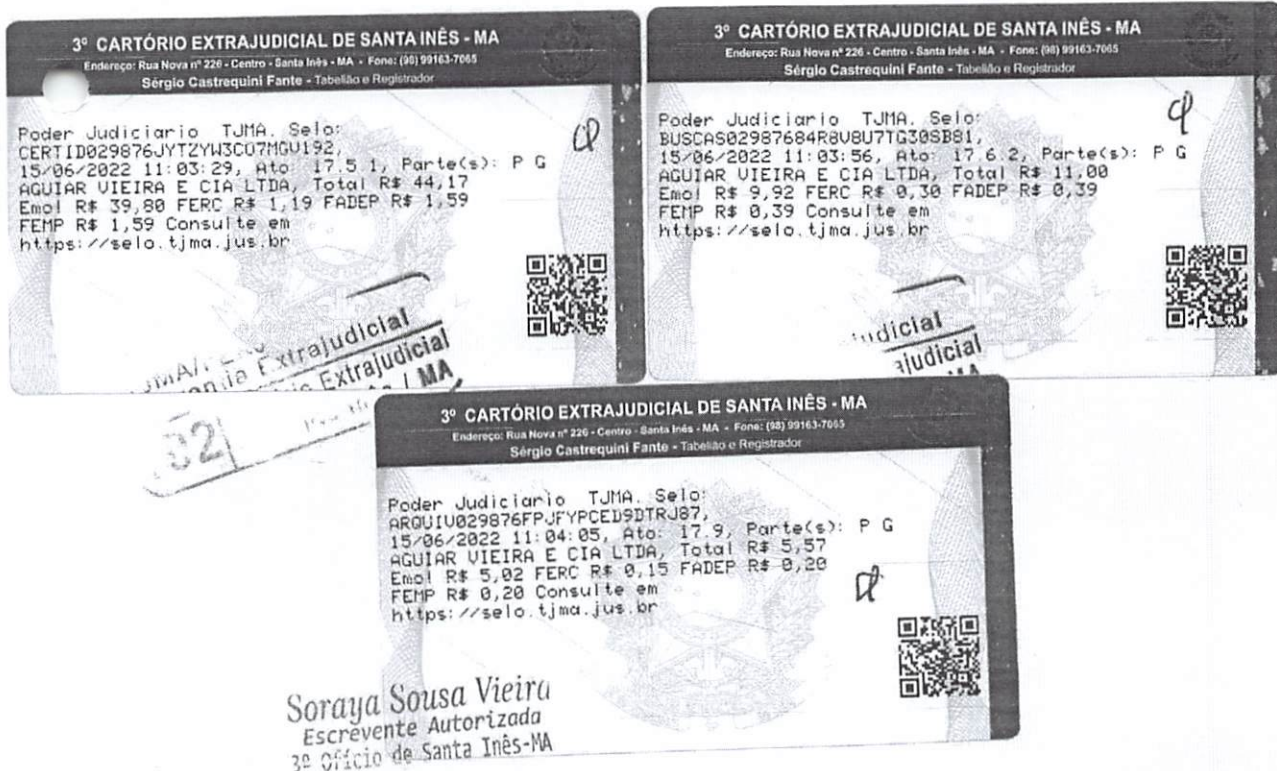 3º CARTÓRIO EXTRAJUDICIAL DE SANTA INÊS - MA
Endereço: Rua Nova nº 226 - Centro - Santa Inês - MA - Fone: (98) 99163-7065
Sérgio Castrequini Fante - Tabelião e Registrador
Poder Judiciario TJMA. Selo:
CERTID029876JYTZYW3CO7MGV192,
15/06/2022 11:03:29, Ato: 17.5.1, Parte(s): P G
AGUIAR VIEIRA E CIA LTDA, Total R$ 44,17
Emol R$ 39,80 FERC R$ 1,19 FADEP R$ 1,59
FEMP R$ 1,59 Consulte em
https://selo.tjma.jus.br
Extrajudicial
Extrajudicial
MA
02
3º CARTÓRIO EXTRAJUDICIAL DE SANTA INÊS - MA
Endereço: Rua Nova nº 226 - Centro - Santa Inês - MA - Fone: (98) 99163-7065
Sérgio Castrequini Fante - Tabelião e Registrador
Poder Judiciario TJMA. Selo:
BUSCAS02987684R8V8U7TG30SB81,
15/06/2022 11:03:56, Ato: 17.6.2, Parte(s): P G
AGUIAR VIEIRA E CIA LTDA, Total R$ 11,00
Emol R$ 9,92 FERC R$ 0,30 FADEP R$ 0,39
FEMP R$ 0,39 Consulte em
https://selo.tjma.jus.br
udicial
ajudicial
3º CARTÓRIO EXTRAJUDICIAL DE SANTA INÊS - MA
Endereço: Rua Nova nº 226 - Centro - Santa Inês - MA - Fone: (98) 99163-7065
Sérgio Castrequini Fante - Tabelião e Registrador
Poder Judiciario TJMA. Selo:
ARQUIV029876FPJFYPCED9DTRJ87,
15/06/2022 11:04:05, Ato: 17.9, Parte(s): P G
AGUIAR VIEIRA E CIA LTDA, Total R$ 5,57
Emol R$ 5,02 FERC R$ 0,15 FADEP R$ 0,20
FEMP R$ 0,20 Consulte em
https://selo.tjma.jus.br
Soraya Sousa Vieira
Escrevente Autorizada
3º Ofício de Santa Inês-MA